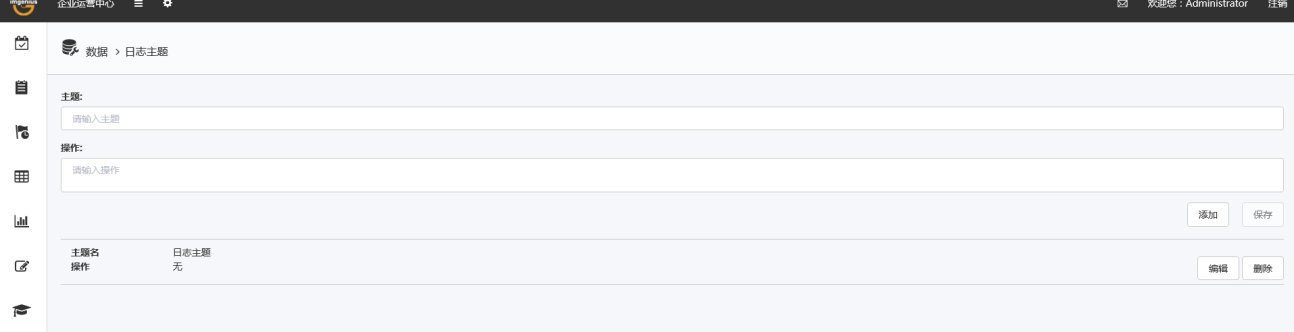 imgenius 企业运营中心 欢迎您：Administrator 注销
数据 > 日志主题
主题:
请输入主题
操作:
请输入操作
添加 保存
主题名 日志主题
操作 无
编辑 删除